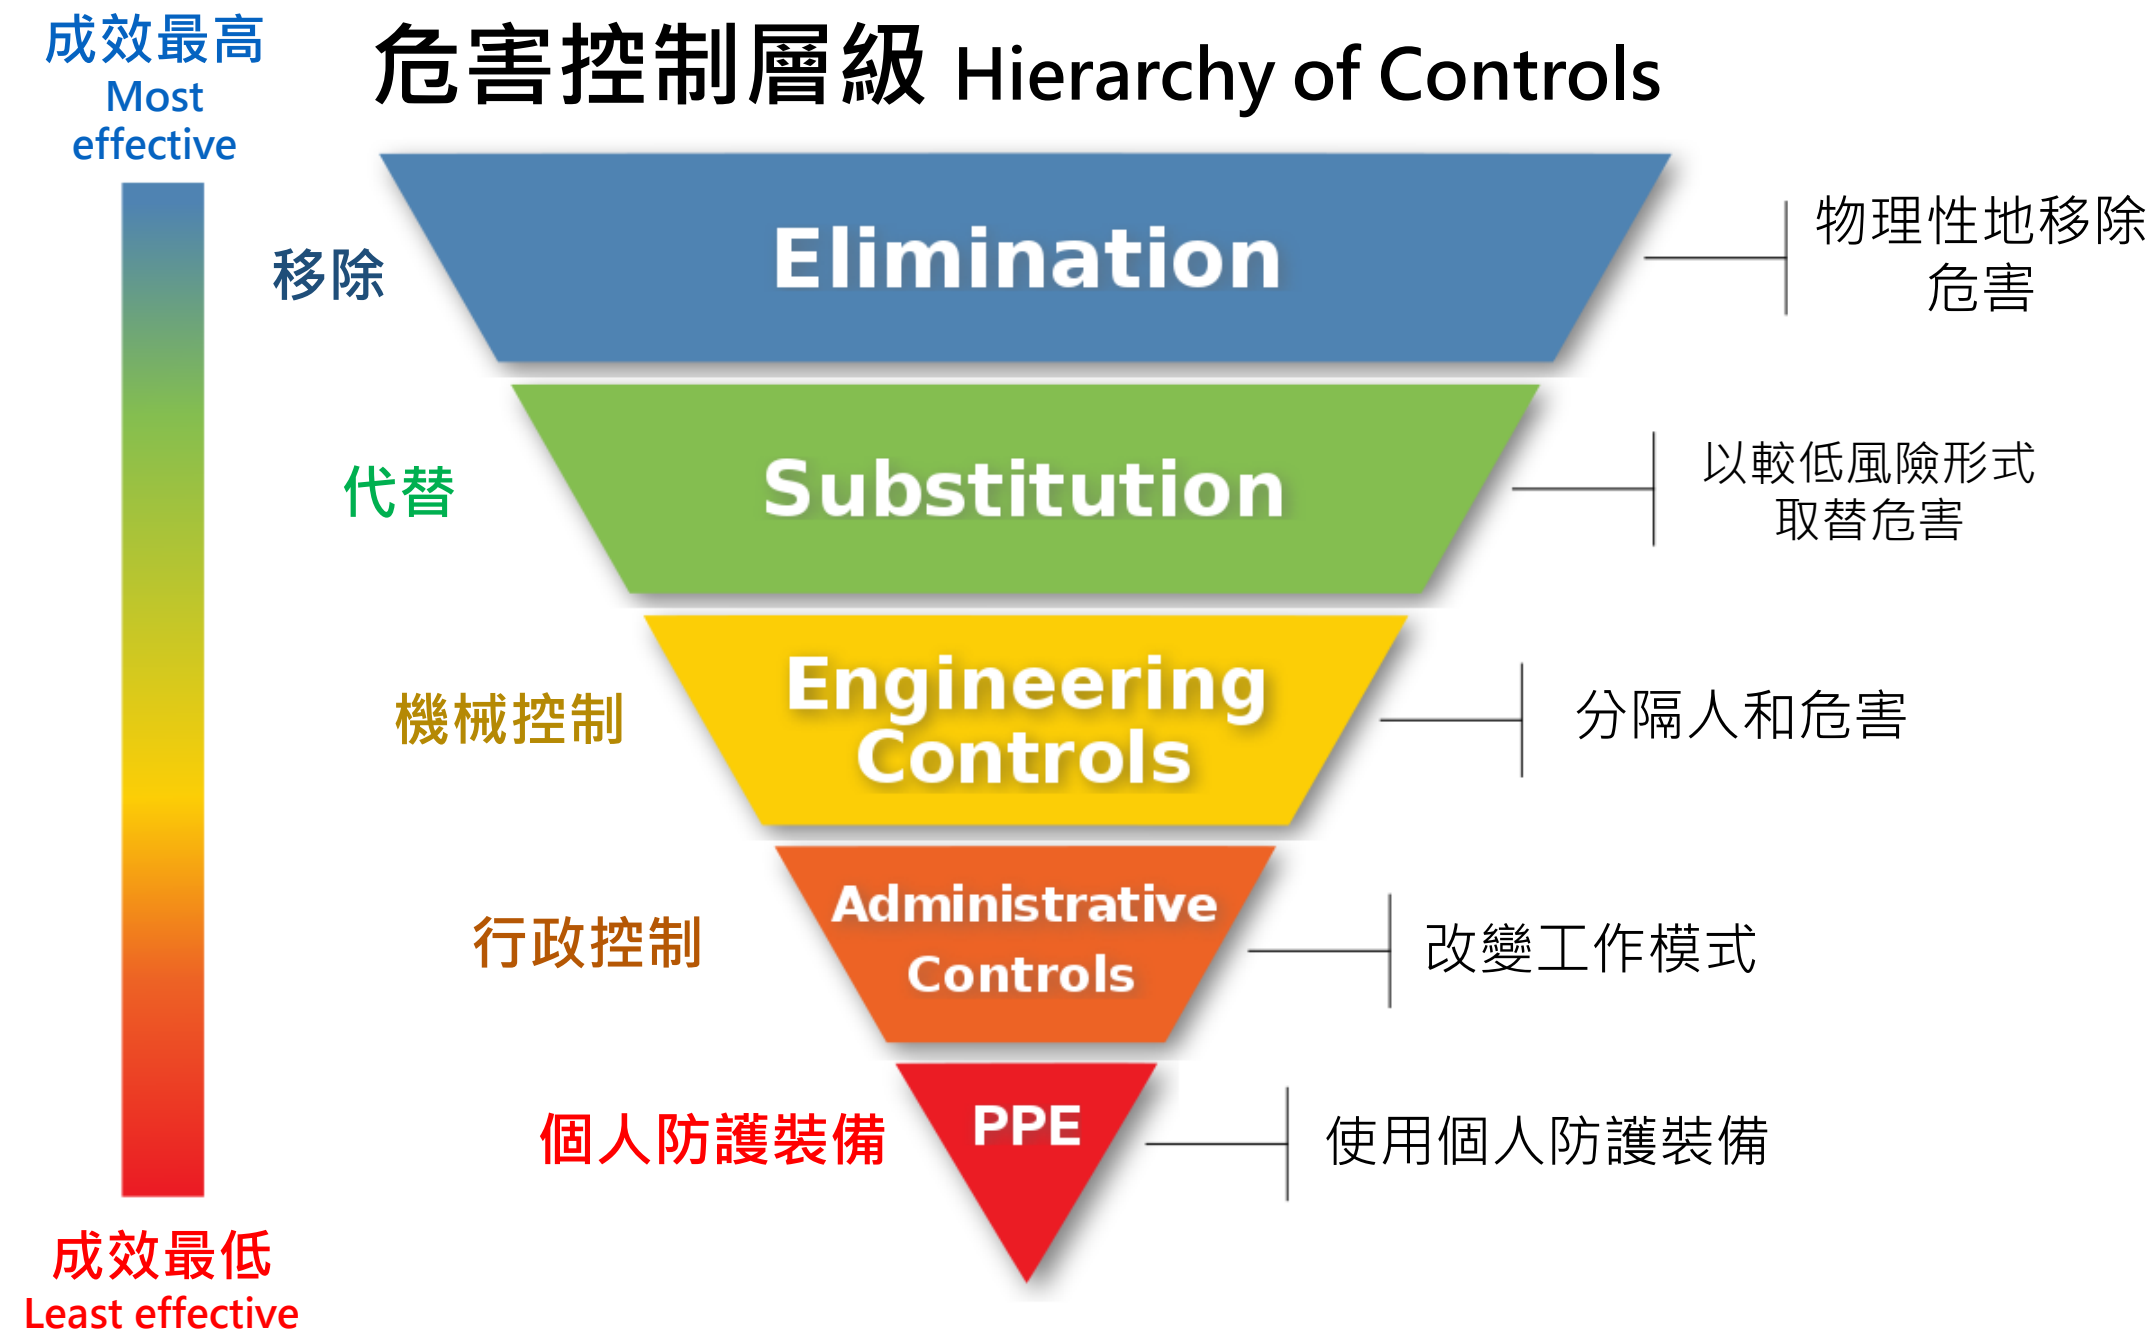 成效最高
Most
effective
危害控制層級 Hierarchy of Controls
移除
Elimination
物理性地移除
危害
代替
Substitution
以較低風險形式
取替危害
機械控制
Engineering
Controls
分隔人和危害
行政控制
Administrative
Controls
改變工作模式
個人防護裝備
PPE
使用個人防護裝備
成效最低
Least effective